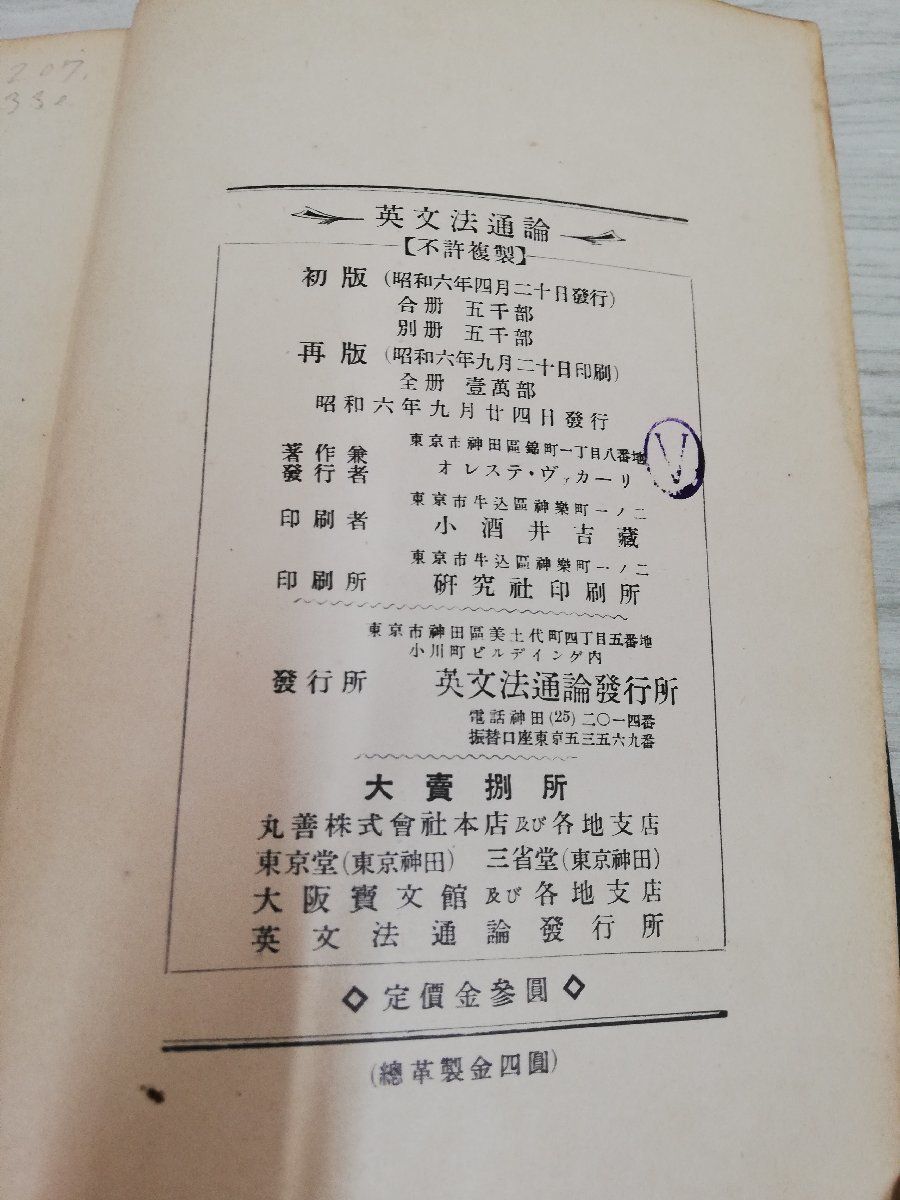 207.
33
英文法通論
【不許複製】
初版 (昭和六年四月二十日發行)
合册 五千部
別册 五千部
再版 (昭和六年九月二十日印刷)
全册 壹萬部
昭和六年九月廿四日發行
東京市神田區錦町一丁目八番地
著作兼
發行者 オレステ・ヴァカーリ
V
東京市牛込區神樂町一ノ二
印刷者 小酒井吉藏
東京市牛込區神樂町一ノ二
印刷所 硏究社印刷所
東京市神田區美土代町四丁目五番地
小川町ビルデイング内
發行所 英文法通論發行所
電話神田(25)二〇一四番
振替口座東京五三五六九番
大賣捌所
丸善株式會社本店及び各地支店
東京堂(東京神田) 三省堂(東京神田)
大阪寶文館及び各地支店
英文法通論發行所
◇定價金參圓◇
(總革製金四圓)